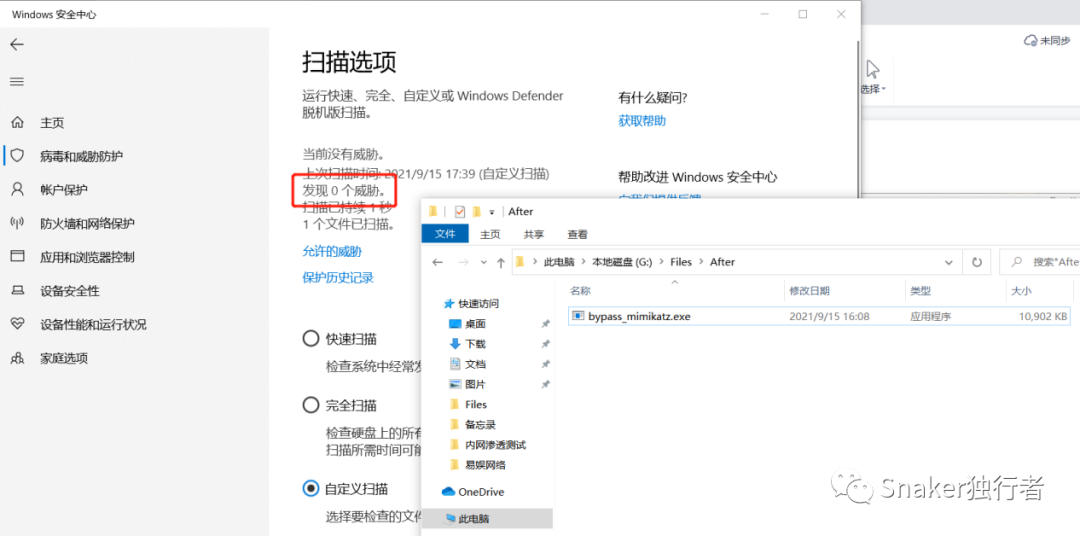 Windows 安全中心
未同步
选择
主页
病毒和威胁防护
帐户保护
防火墙和网络保护
应用和浏览器控制
设备安全性
设备性能和运行状况
家庭选项
扫描选项
运行快速、完全、自定义或 Windows Defender
脱机版扫描。
当前没有威胁。
上次扫描时间: 2021/9/15 17:39 (自定义扫描)
发现 0 个威胁。
扫描已持续 1 秒
1 个文件已扫描。
允许的威胁
保护历史记录
快速扫描
检查系统中经常发
完全扫描
检查硬盘上的所有
扫描所需时间可能
自定义扫描
选择要检查的文件
有什么疑问?
获取帮助
帮助改进 Windows 安全中心
向我们提供反馈
After
文件 主页 共享 查看
此电脑 本地磁盘 (G:) Files After
搜索"Afte
名称 修改日期 类型 大小
bypass_mimikatz.exe 2021/9/15 16:08 应用程序 10,902 KB
快速访问
桌面
下载
文档
图片
Files
备忘录
内网渗透测试
易娱网络
OneDrive
此电脑
Snaker独行者